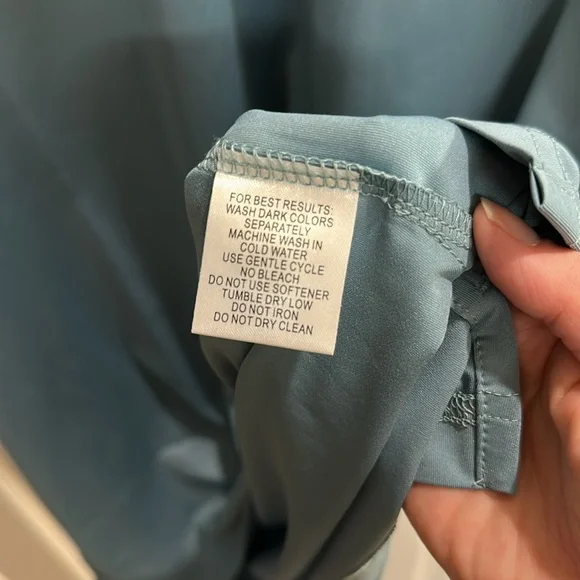 FOR BEST RESULTS:
WASH DARK COLORS
SEPARATELY
MACHINE WASH IN
COLD WATER
USE GENTLE CYCLE
NO BLEACH
DO NOT USE SOFTENER
TUMBLE DRY LOW
DO NOT IRON
DO NOT DRY CLEAN